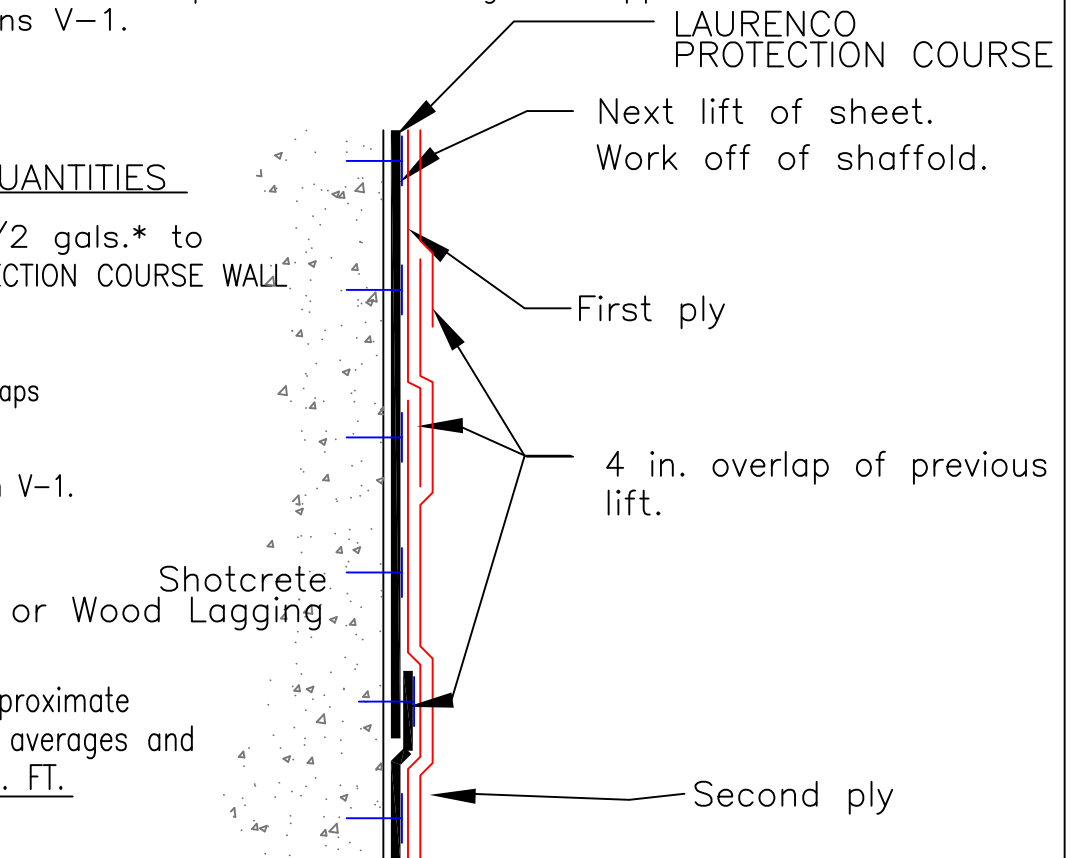 ns V-1.
LAURENCO
PROTECTION COURSE
Next lift of sheet.
Work off of shaffold.
UANTITIES
/2 gals.* to
ECTION COURSE WALL
First ply
aps
4 in. overlap of previous
lift.
n V-1.
Shotcrete
or Wood Lagging
proximate
averages and
. FT.
Second ply